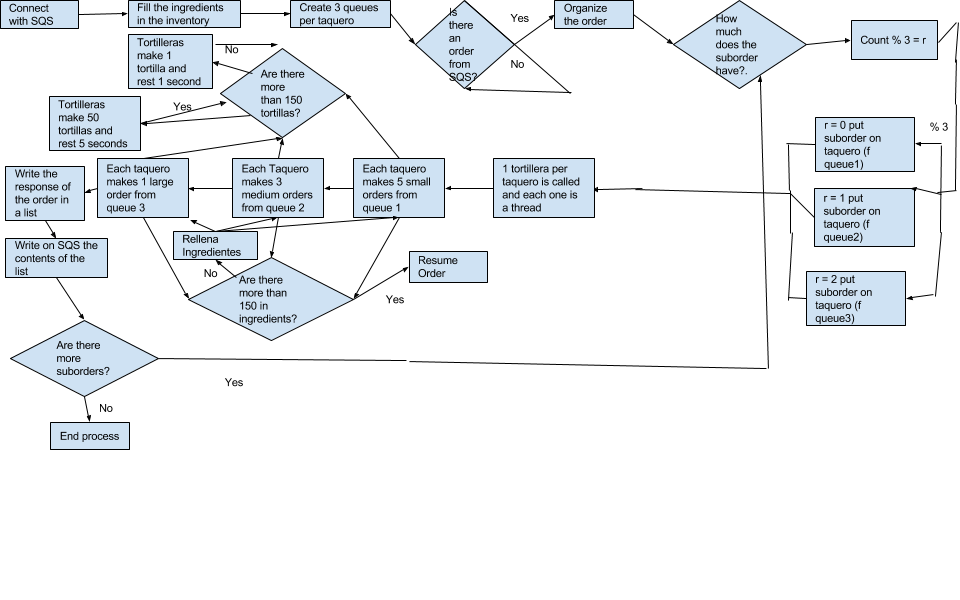 Connect
with SQS
Fill the ingredients
in the inventory
Create 3 queues
per taquero
Is
there
an
order
from
SQS?
Yes
No
Organize
the order
How
much
does the
suborder
have?.
Count % 3 = r
% 3
r = 0 put
suborder on
taquero (f
queue1)
r = 1 put
suborder on
taquero (f
queue2)
r = 2 put
suborder on
taquero (f
queue3)
1 tortillera per
taquero is called
and each one is
a thread
Each taquero
makes 5 small
orders from
queue 1
Each Taquero
makes 3
medium orders
from queue 2
Each taquero
makes 1 large
order from
queue 3
Are there
more
than 150
tortillas?
No
Tortilleras
make 1
tortilla and
rest 1 second
Yes
Tortilleras
make 50
tortillas and
rest 5 seconds
Rellena
Ingredientes
No
Are there
more than
150 in
ingredients?
Yes
Resume
Order
Write the
response of
the order in
a list
Write on SQS the
contents of the
list
Are there
more
suborders?
Yes
No
End process